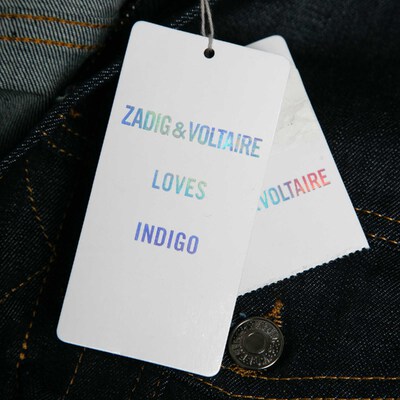 ZADIG & VOLTAIRE
LOVES
INDIGO
VOLTAIRE